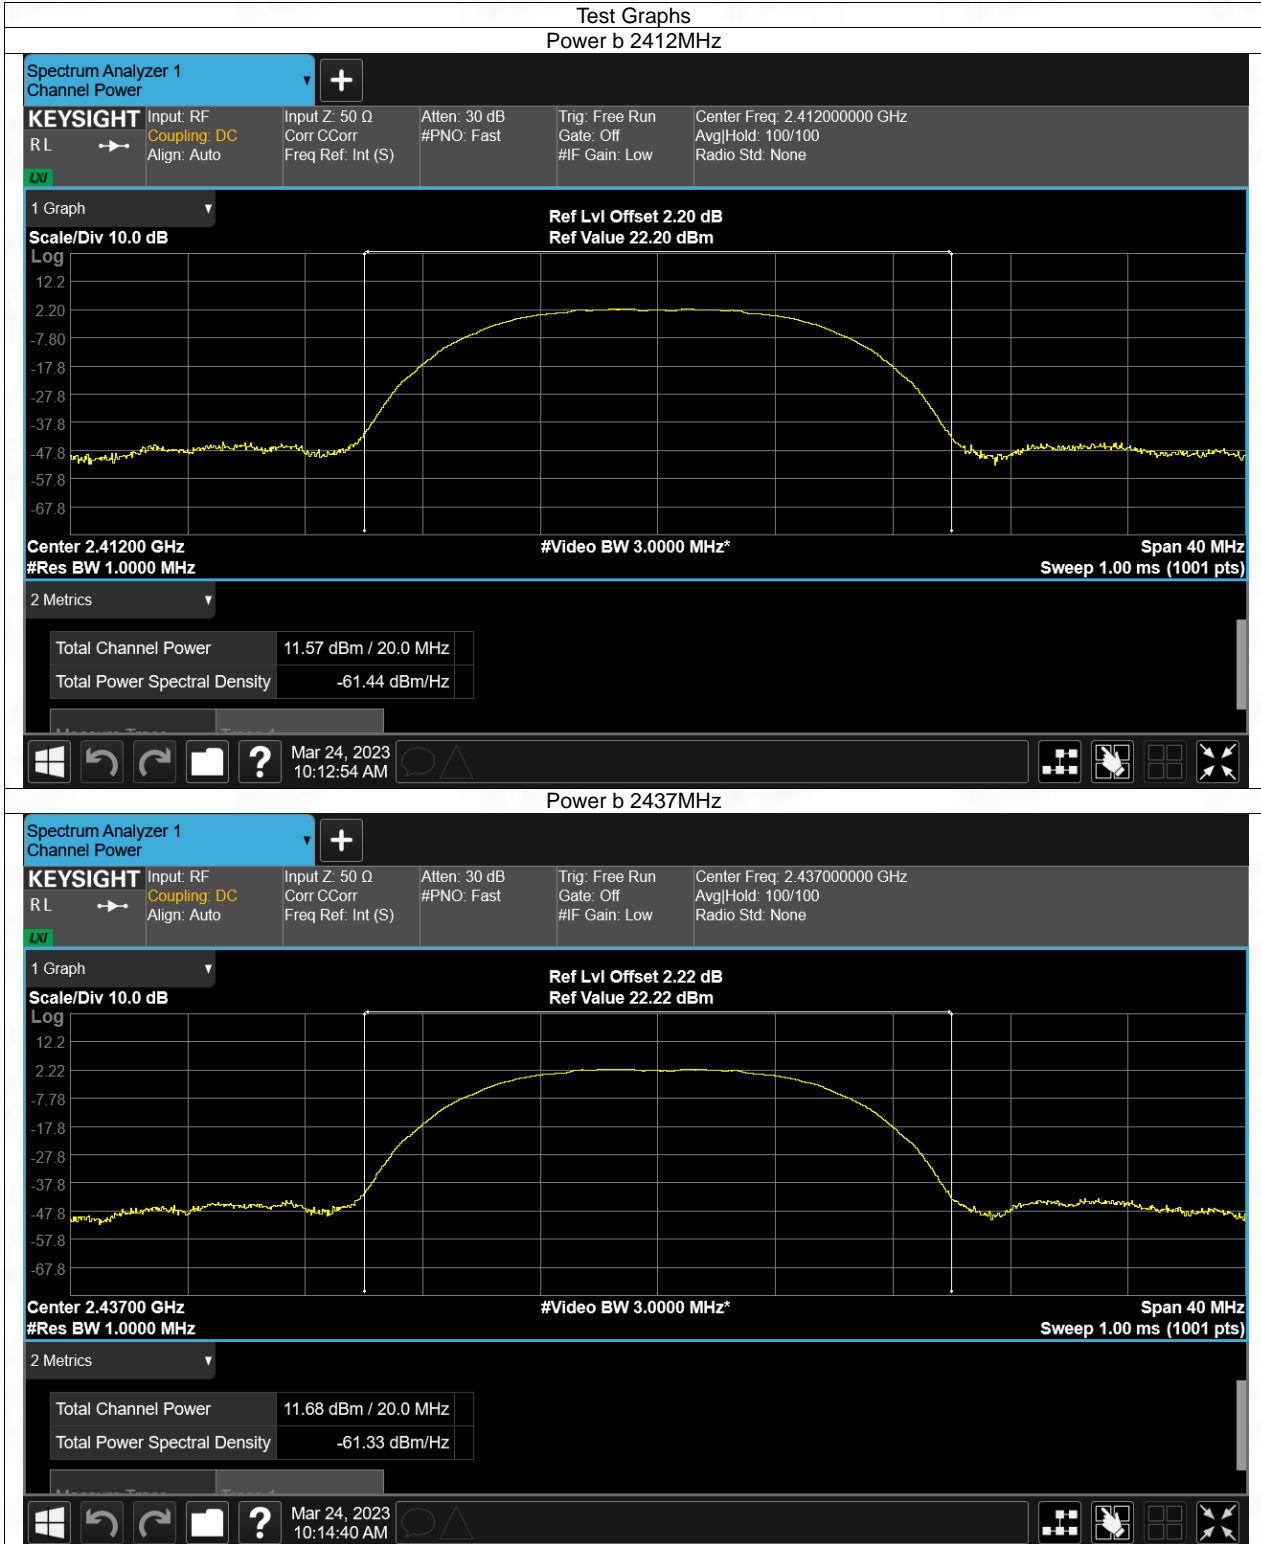 Test Graphs
Power b 2412MHz
Spectrum Analyzer 1
Channel Power
KEYSIGHT
R L
LXI
Input: RF
Coupling: DC
Align: Auto
Input Z: 50 Ω
Corr CCorr
Freq Ref: Int (S)
Atten: 30 dB
#PNO: Fast
Trig: Free Run
Gate: Off
#IF Gain: Low
Center Freq: 2.412000000 GHz
Avg|Hold: 100/100
Radio Std: None
1 Graph
Ref Lvl Offset 2.20 dB
Scale/Div 10.0 dB
Ref Value 22.20 dBm
Log
12.2
2.20
-7.80
-17.8
-27.8
-37.8
-47.8
-57.8
-67.8
Center 2.41200 GHz
#Video BW 3.0000 MHz*
Span 40 MHz
#Res BW 1.0000 MHz
Sweep 1.00 ms (1001 pts)
2 Metrics
Total Channel Power 11.57 dBm / 20.0 MHz
Total Power Spectral Density -61.44 dBm/Hz
Mar 24, 2023
10:12:54 AM
Power b 2437MHz
Spectrum Analyzer 1
Channel Power
KEYSIGHT
R L
LXI
Input: RF
Coupling: DC
Align: Auto
Input Z: 50 Ω
Corr CCorr
Freq Ref: Int (S)
Atten: 30 dB
#PNO: Fast
Trig: Free Run
Gate: Off
#IF Gain: Low
Center Freq: 2.437000000 GHz
Avg|Hold: 100/100
Radio Std: None
1 Graph
Ref Lvl Offset 2.22 dB
Scale/Div 10.0 dB
Ref Value 22.22 dBm
Log
12.2
2.22
-7.78
-17.8
-27.8
-37.8
-47.8
-57.8
-67.8
Center 2.43700 GHz
#Video BW 3.0000 MHz*
Span 40 MHz
#Res BW 1.0000 MHz
Sweep 1.00 ms (1001 pts)
2 Metrics
Total Channel Power 11.68 dBm / 20.0 MHz
Total Power Spectral Density -61.33 dBm/Hz
Mar 24, 2023
10:14:40 AM